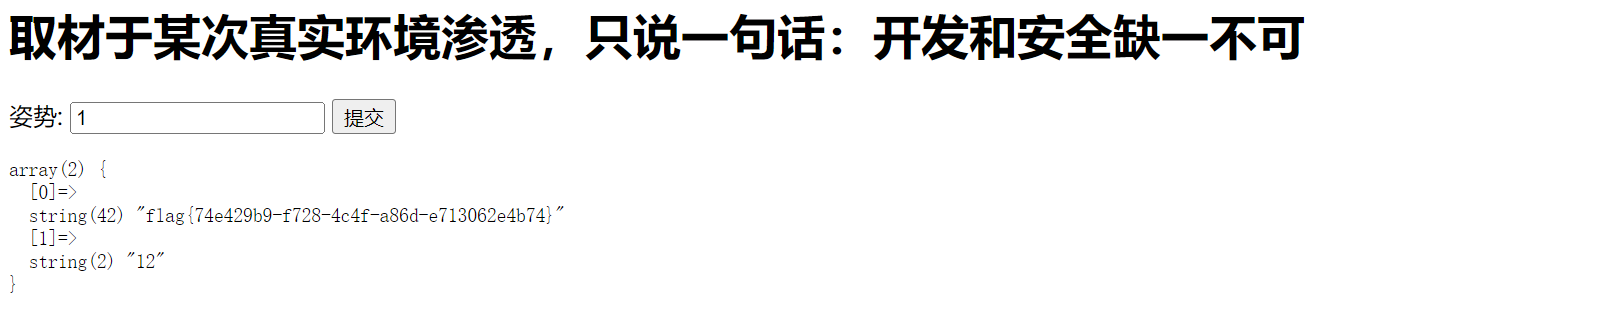 取材于某次真实环境渗透，只说一句话：开发和安全缺一不可
姿势: 1 提交
array(2) {
  [0]=>
  string(42) "flag{74e429b9-f728-4c4f-a86d-e713062e4b74}"
  [1]=>
  string(2) "12"
}